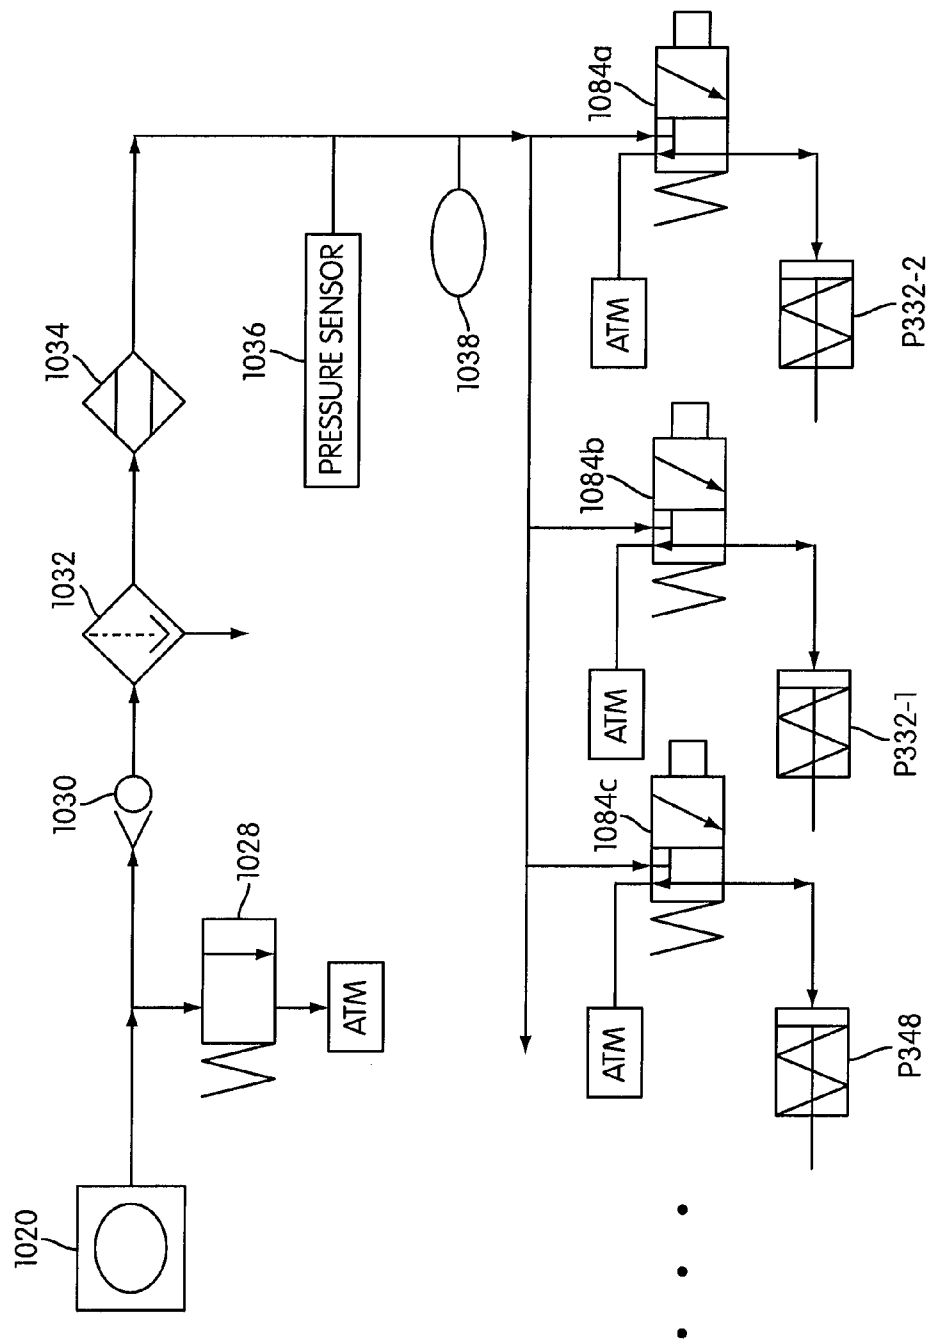 1020
1028
ATM
1030
1032
1034
1036
PRESSURE SENSOR
1038
1084a
ATM
P332-2
1084b
ATM
P332-1
1084c
ATM
P348